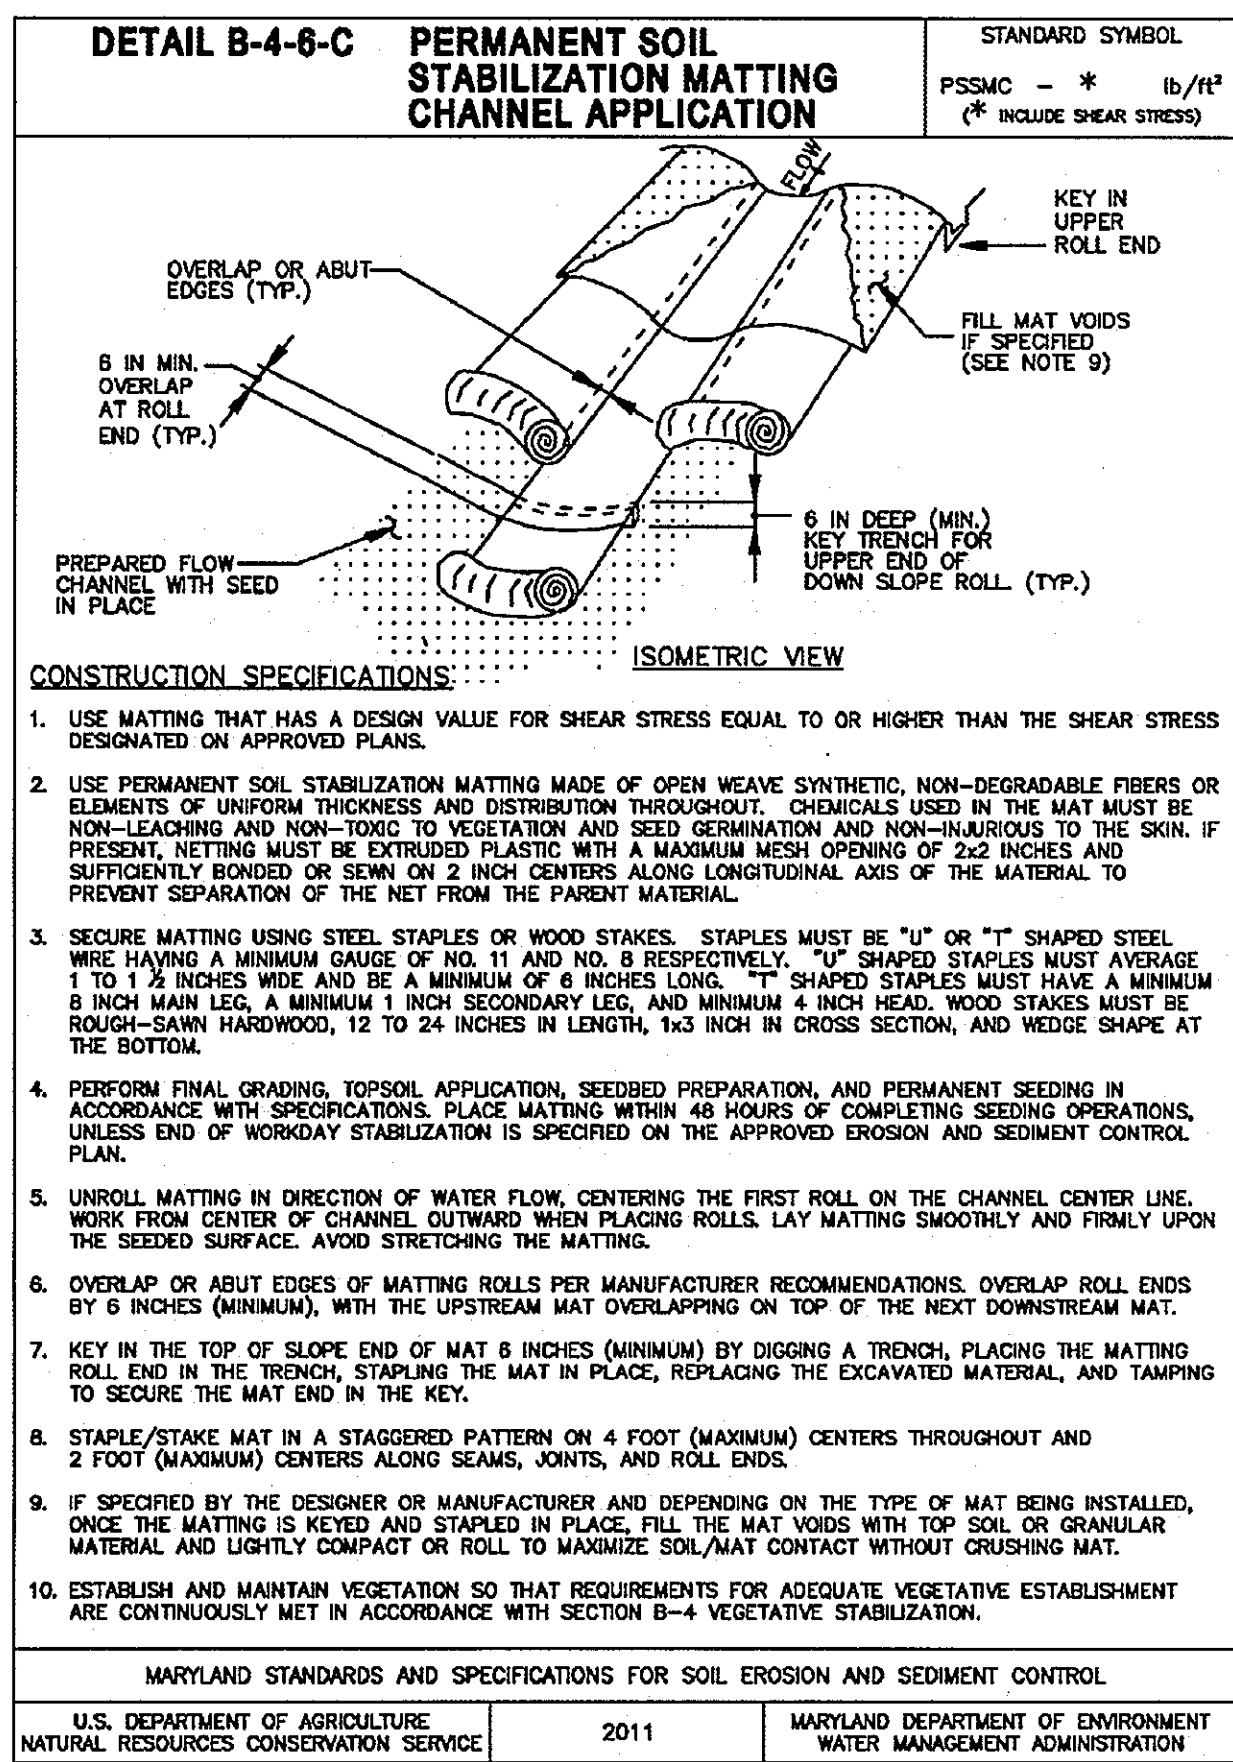 DETAIL B-4-6-C PERMANENT SOIL
STABILIZATION MATTING
CHANNEL APPLICATION
STANDARD SYMBOL
PSSMC - * lb/ft²
(* INCLUDE SHEAR STRESS)
FLOW
KEY IN
UPPER
ROLL END
OVERLAP OR ABUT
EDGES (TYP.)
FILL MAT VOIDS
IF SPECIFIED
(SEE NOTE 9)
6 IN MIN.
OVERLAP
AT ROLL
END (TYP.)
6 IN DEEP (MIN.)
KEY TRENCH FOR
UPPER END OF
DOWN SLOPE ROLL (TYP.)
PREPARED FLOW
CHANNEL WITH SEED
IN PLACE
ISOMETRIC VIEW
CONSTRUCTION SPECIFICATIONS:
1. USE MATTING THAT HAS A DESIGN VALUE FOR SHEAR STRESS EQUAL TO OR HIGHER THAN THE SHEAR STRESS
DESIGNATED ON APPROVED PLANS.
2. USE PERMANENT SOIL STABILIZATION MATTING MADE OF OPEN WEAVE SYNTHETIC, NON-DEGRADABLE FIBERS OR
ELEMENTS OF UNIFORM THICKNESS AND DISTRIBUTION THROUGHOUT. CHEMICALS USED IN THE MAT MUST BE
NON-LEACHING AND NON-TOXIC TO VEGETATION AND SEED GERMINATION AND NON-INJURIOUS TO THE SKIN. IF
PRESENT, NETTING MUST BE EXTRUDED PLASTIC WITH A MAXIMUM MESH OPENING OF 2x2 INCHES AND
SUFFICIENTLY BONDED OR SEWN ON 2 INCH CENTERS ALONG LONGITUDINAL AXIS OF THE MATERIAL TO
PREVENT SEPARATION OF THE NET FROM THE PARENT MATERIAL.
3. SECURE MATTING USING STEEL STAPLES OR WOOD STAKES. STAPLES MUST BE "U" OR "T" SHAPED STEEL
WIRE HAVING A MINIMUM GAUGE OF NO. 11 AND NO. 8 RESPECTIVELY. "U" SHAPED STAPLES MUST AVERAGE
1 TO 1 ½ INCHES WIDE AND BE A MINIMUM OF 6 INCHES LONG. "T" SHAPED STAPLES MUST HAVE A MINIMUM
8 INCH MAIN LEG, A MINIMUM 1 INCH SECONDARY LEG, AND MINIMUM 4 INCH HEAD. WOOD STAKES MUST BE
ROUGH-SAWN HARDWOOD, 12 TO 24 INCHES IN LENGTH, 1x3 INCH IN CROSS SECTION, AND WEDGE SHAPE AT
THE BOTTOM.
4. PERFORM FINAL GRADING, TOPSOIL APPLICATION, SEEDBED PREPARATION, AND PERMANENT SEEDING IN
ACCORDANCE WITH SPECIFICATIONS. PLACE MATTING WITHIN 48 HOURS OF COMPLETING SEEDING OPERATIONS,
UNLESS END OF WORKDAY STABILIZATION IS SPECIFIED ON THE APPROVED EROSION AND SEDIMENT CONTROL
PLAN.
5. UNROLL MATTING IN DIRECTION OF WATER FLOW, CENTERING THE FIRST ROLL ON THE CHANNEL CENTER LINE.
WORK FROM CENTER OF CHANNEL OUTWARD WHEN PLACING ROLLS. LAY MATTING SMOOTHLY AND FIRMLY UPON
THE SEEDED SURFACE. AVOID STRETCHING THE MATTING.
6. OVERLAP OR ABUT EDGES OF MATTING ROLLS PER MANUFACTURER RECOMMENDATIONS. OVERLAP ROLL ENDS
BY 6 INCHES (MINIMUM), WITH THE UPSTREAM MAT OVERLAPPING ON TOP OF THE NEXT DOWNSTREAM MAT.
7. KEY IN THE TOP OF SLOPE END OF MAT 6 INCHES (MINIMUM) BY DIGGING A TRENCH, PLACING THE MATTING
ROLL END IN THE TRENCH, STAPLING THE MAT IN PLACE, REPLACING THE EXCAVATED MATERIAL, AND TAMPING
TO SECURE THE MAT END IN THE KEY.
8. STAPLE/STAKE MAT IN A STAGGERED PATTERN ON 4 FOOT (MAXIMUM) CENTERS THROUGHOUT AND
2 FOOT (MAXIMUM) CENTERS ALONG SEAMS, JOINTS, AND ROLL ENDS.
9. IF SPECIFIED BY THE DESIGNER OR MANUFACTURER AND DEPENDING ON THE TYPE OF MAT BEING INSTALLED,
ONCE THE MATTING IS KEYED AND STAPLED IN PLACE, FILL THE MAT VOIDS WITH TOP SOIL OR GRANULAR
MATERIAL AND LIGHTLY COMPACT OR ROLL TO MAXIMIZE SOIL/MAT CONTACT WITHOUT CRUSHING MAT.
10. ESTABLISH AND MAINTAIN VEGETATION SO THAT REQUIREMENTS FOR ADEQUATE VEGETATIVE ESTABLISHMENT
ARE CONTINUOUSLY MET IN ACCORDANCE WITH SECTION B-4 VEGETATIVE STABILIZATION.
MARYLAND STANDARDS AND SPECIFICATIONS FOR SOIL EROSION AND SEDIMENT CONTROL
U.S. DEPARTMENT OF AGRICULTURE
NATURAL RESOURCES CONSERVATION SERVICE
2011
MARYLAND DEPARTMENT OF ENVIRONMENT
WATER MANAGEMENT ADMINISTRATION